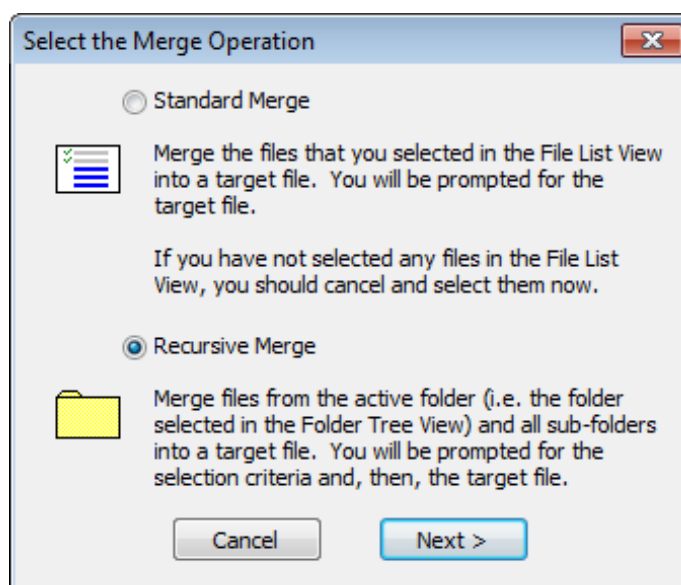 Select the Merge Operation
Standard Merge
Merge the files that you selected in the File List View
into a target file.  You will be prompted for the
target file.
If you have not selected any files in the File List
View, you should cancel and select them now.
Recursive Merge
Merge files from the active folder (i.e. the folder
selected in the Folder Tree View) and all sub-folders
into a target file.  You will be prompted for the
selection criteria and, then, the target file.
Cancel
Next >